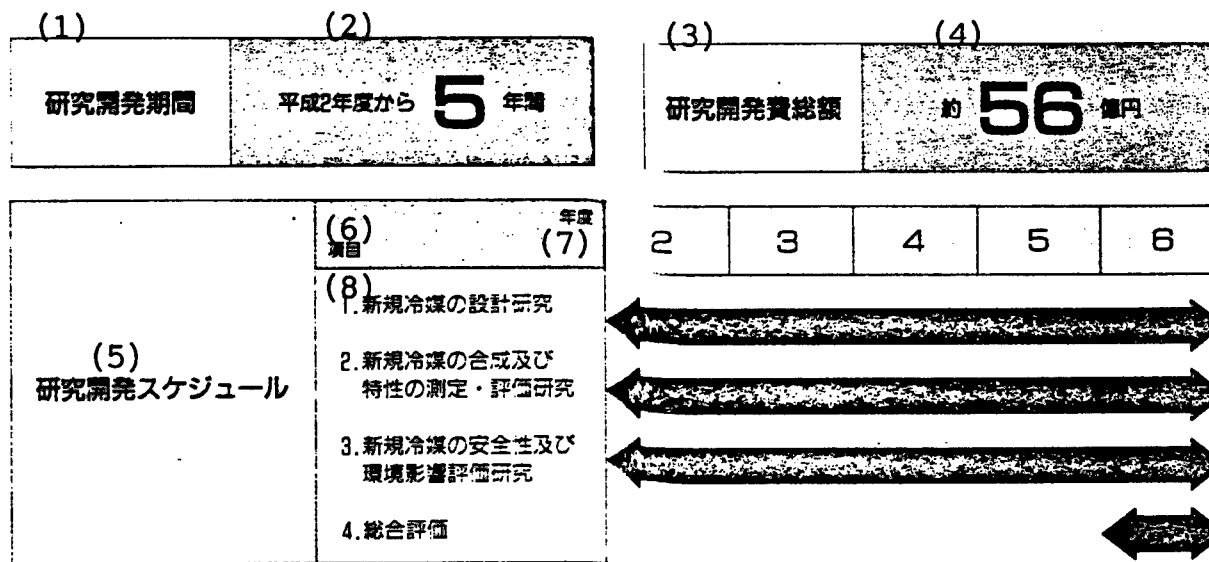 (1) (2) (3) (4)
研究開発期間 平成2年度から 5 年間 研究開発費総額 約 56 億円
年度
(6) (7)
項目
2 3 4 5 6
(8)
1.新規冷媒の設計研究
2.新規冷媒の合成及び
特性の測定・評価研究
(5)
研究開発スケジュール
3.新規冷媒の安全性及び
環境影響評価研究
4.総合評価